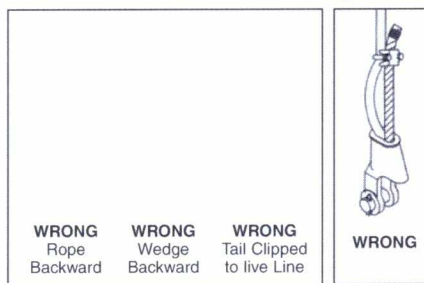 WRONG
Rope
Backward
WRONG
Wedge
Backward
WRONG
Tail Clipped
to live Line
WRONG